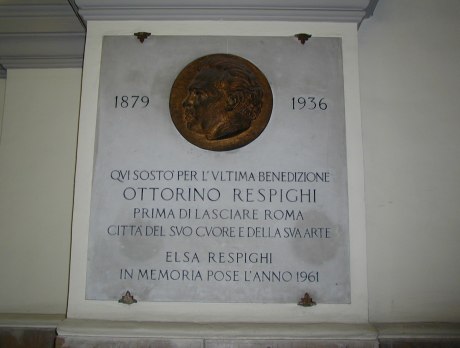 1879 1936
QVI SOSTO' PER L'VLTIMA BENEDIZIONE
OTTORINO RESPIGHI
PRIMA DI LASCIARE ROMA
CITTÀ DEL SVO CVORE E DELLA SVA ARTE
ELSA RESPIGHI
IN MEMORIA POSE L'ANNO 1961